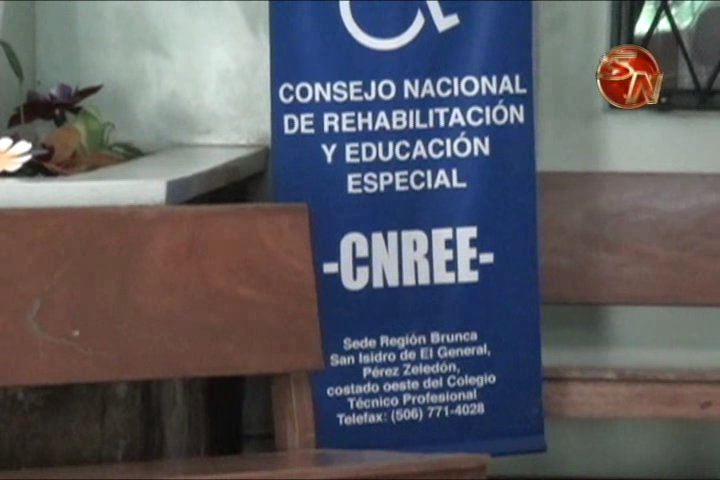 SN
CONSEJO NACIONAL
DE REHABILITACIÓN
Y EDUCACIÓN
ESPECIAL
-CNREE-
Sede Región Brunca
San Isidro de El General,
Pérez Zeledón,
costado oeste del Colegio
Técnico Profesional
Telefax: (506) 771-4028